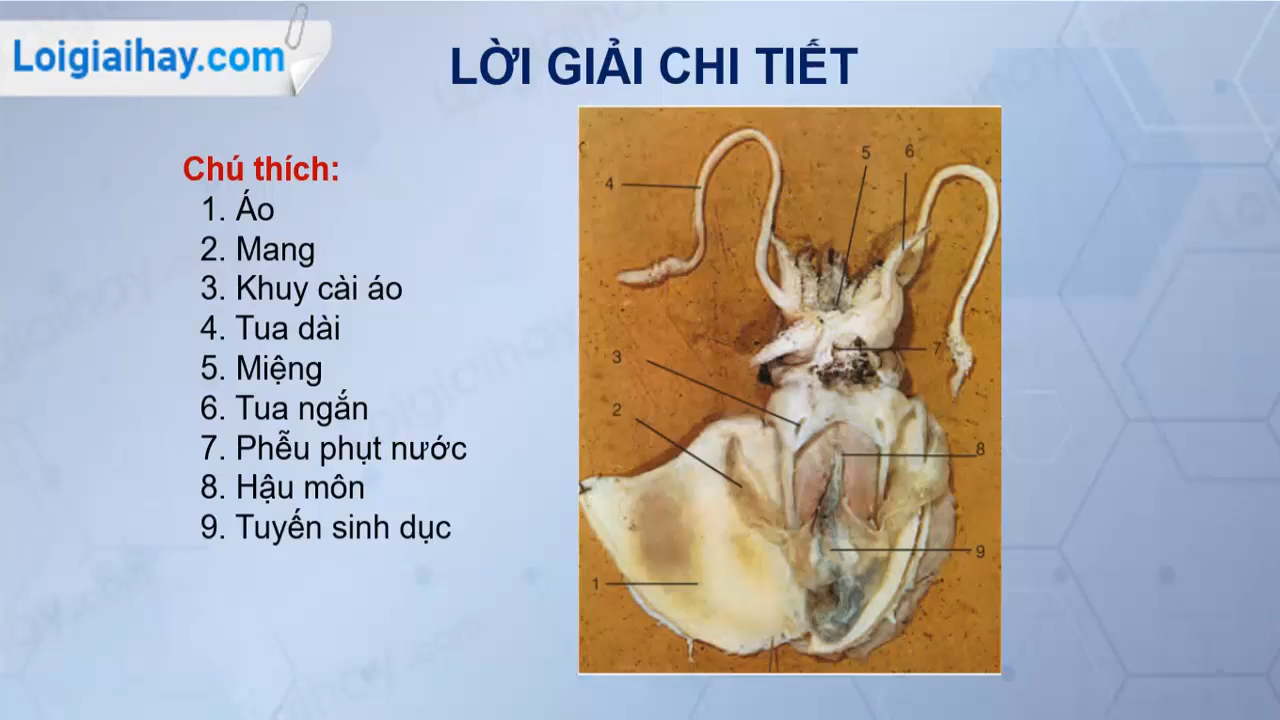 Loigiaihay.com
LỜI GIẢI CHI TIẾT
Chú thích:
1. Áo
2. Mang
3. Khuy cài áo
4. Tua dài
5. Miệng
6. Tua ngắn
7. Phễu phụt nước
8. Hậu môn
9. Tuyến sinh dục
5 6
4
7
3
2
8
9
1